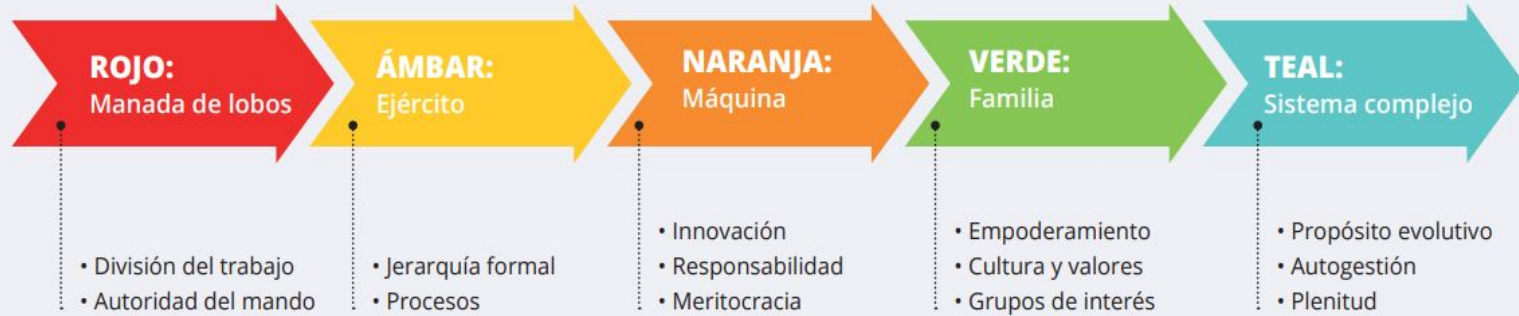 ROJO:
Manada de lobos
ÁMBAR:
Ejército
NARANJA:
Máquina
VERDE:
Familia
TEAL:
Sistema complejo
• División del trabajo
• Autoridad del mando
• Jerarquía formal
• Procesos
• Innovación
• Responsabilidad
• Meritocracia
• Empoderamiento
• Cultura y valores
• Grupos de interés
• Propósito evolutivo
• Autogestión
• Plenitud